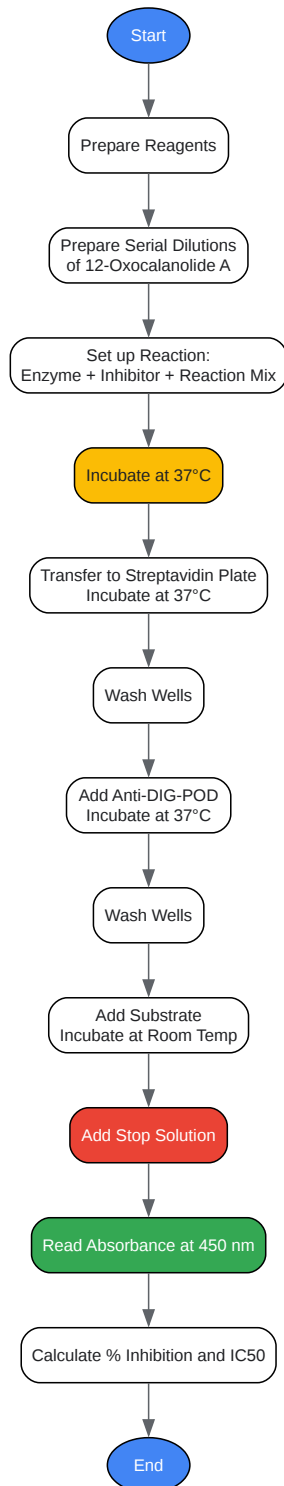 Start
Prepare Reagents
Prepare Serial Dilutions
of 12-Oxocalanolide A
Set up Reaction:
Enzyme + Inhibitor + Reaction Mix
Incubate at 37°C
Transfer to Streptavidin Plate
Incubate at 37°C
Wash Wells
Add Anti-DIG-POD
Incubate at 37°C
Wash Wells
Add Substrate
Incubate at Room Temp
Add Stop Solution
Read Absorbance at 450 nm
Calculate % Inhibition and IC50
End